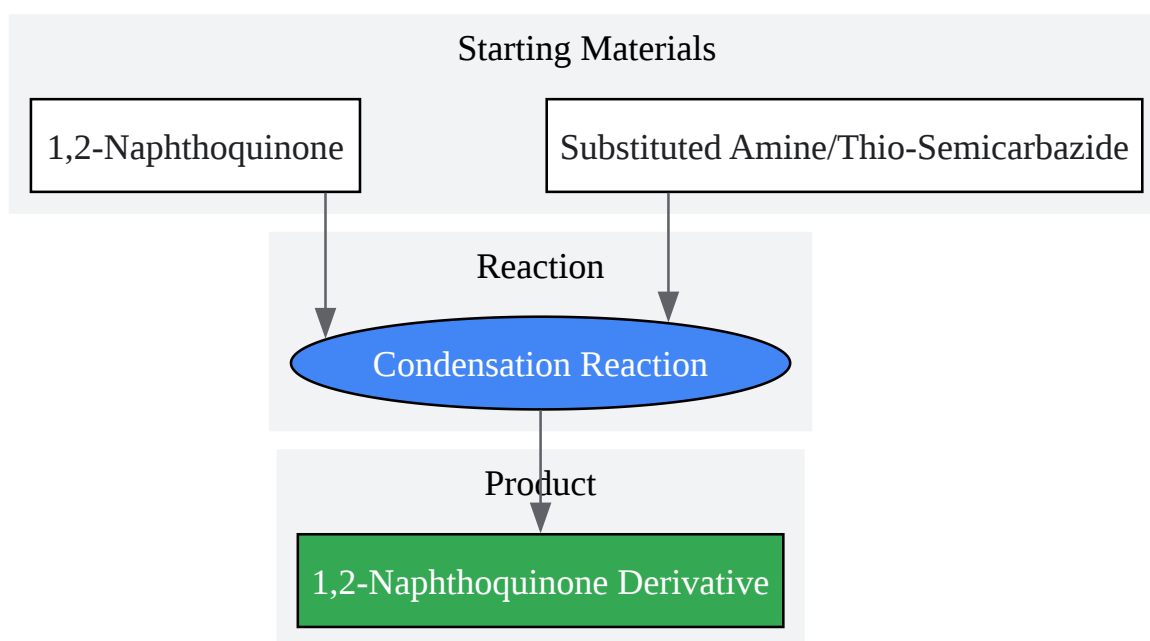 Starting Materials
1,2-Naphthoquinone
Substituted Amine/Thio-Semicarbazide
Reaction
Condensation Reaction
Product
1,2-Naphthoquinone Derivative